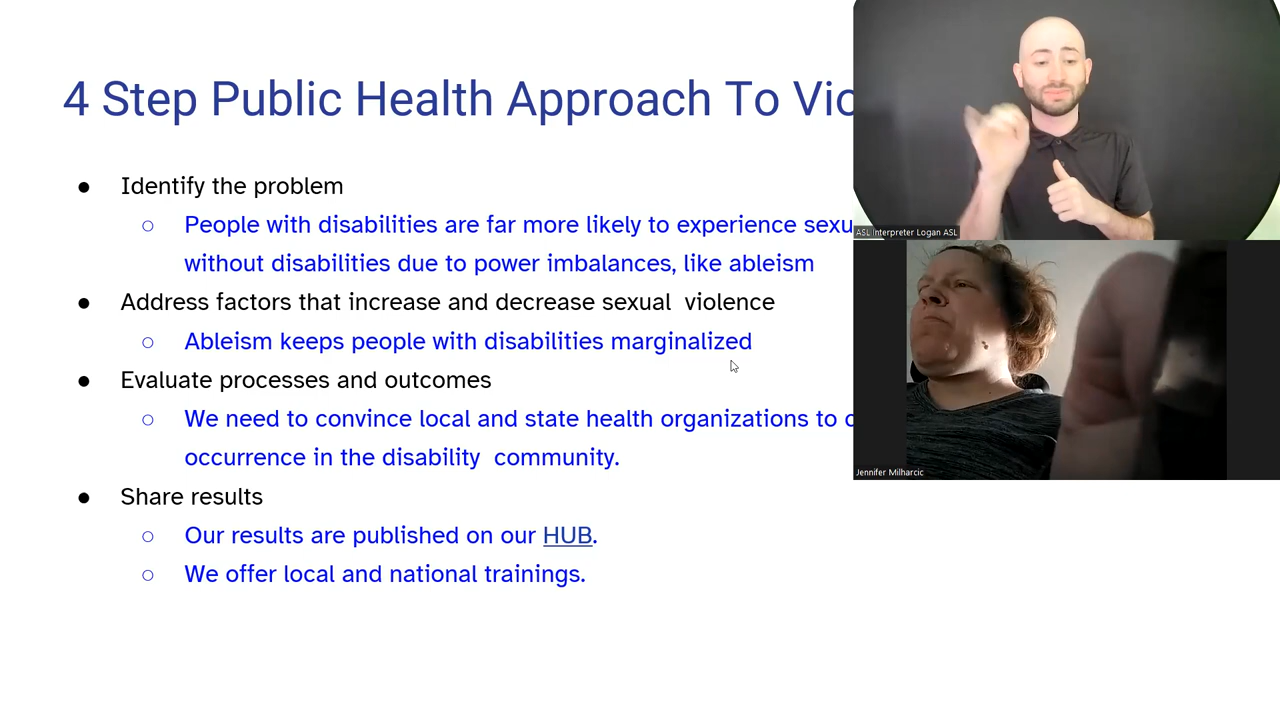 4 Step Public Health Approach To
● Identify the problem
○ People with disabilities are far more likely to experience
without disabilities due to power imbalances, like ableism
● Address factors that increase and decrease sexual violence
○ Ableism keeps people with disabilities marginalized
● Evaluate processes and outcomes
○ We need to convince local and state health organizations to
occurrence in the disability community.
● Share results
○ Our results are published on our HUB.
○ We offer local and national trainings.
ASL Interpreter Logan ASL
Jennifer Milharcic